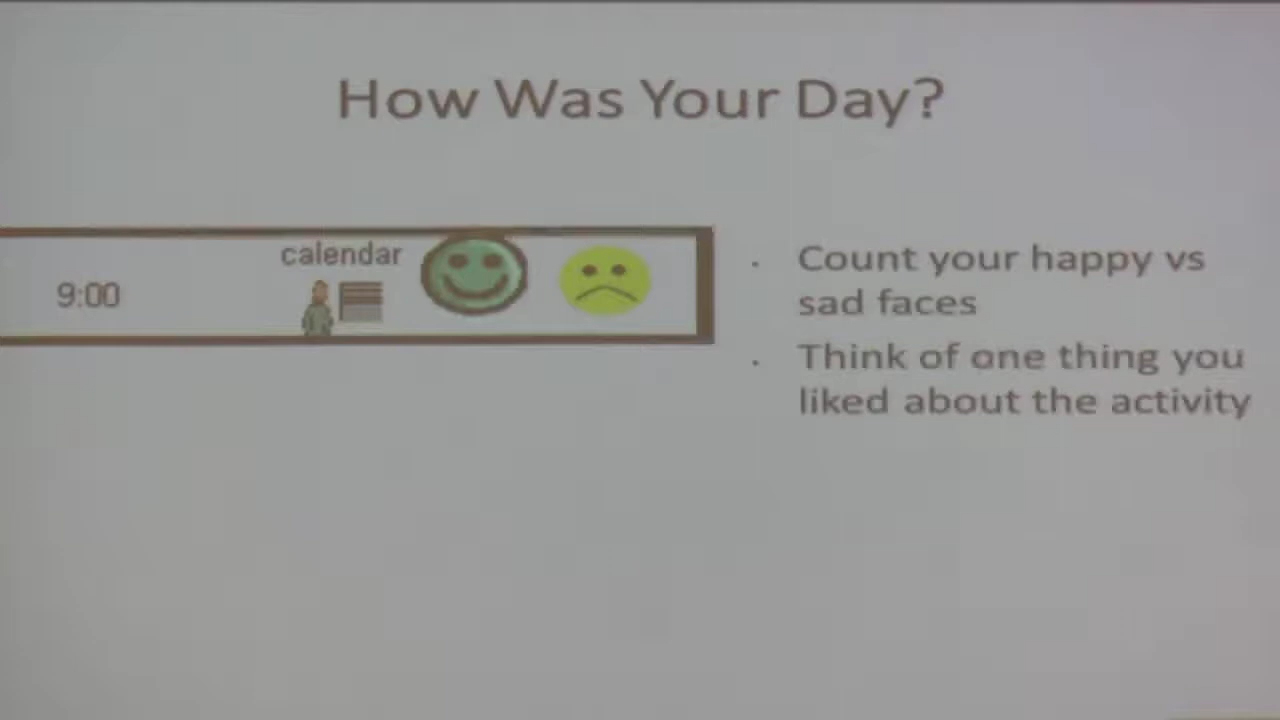 How Was Your Day?
calendar
9:00
Count your happy vs
sad faces
Think of one thing you
liked about the activity